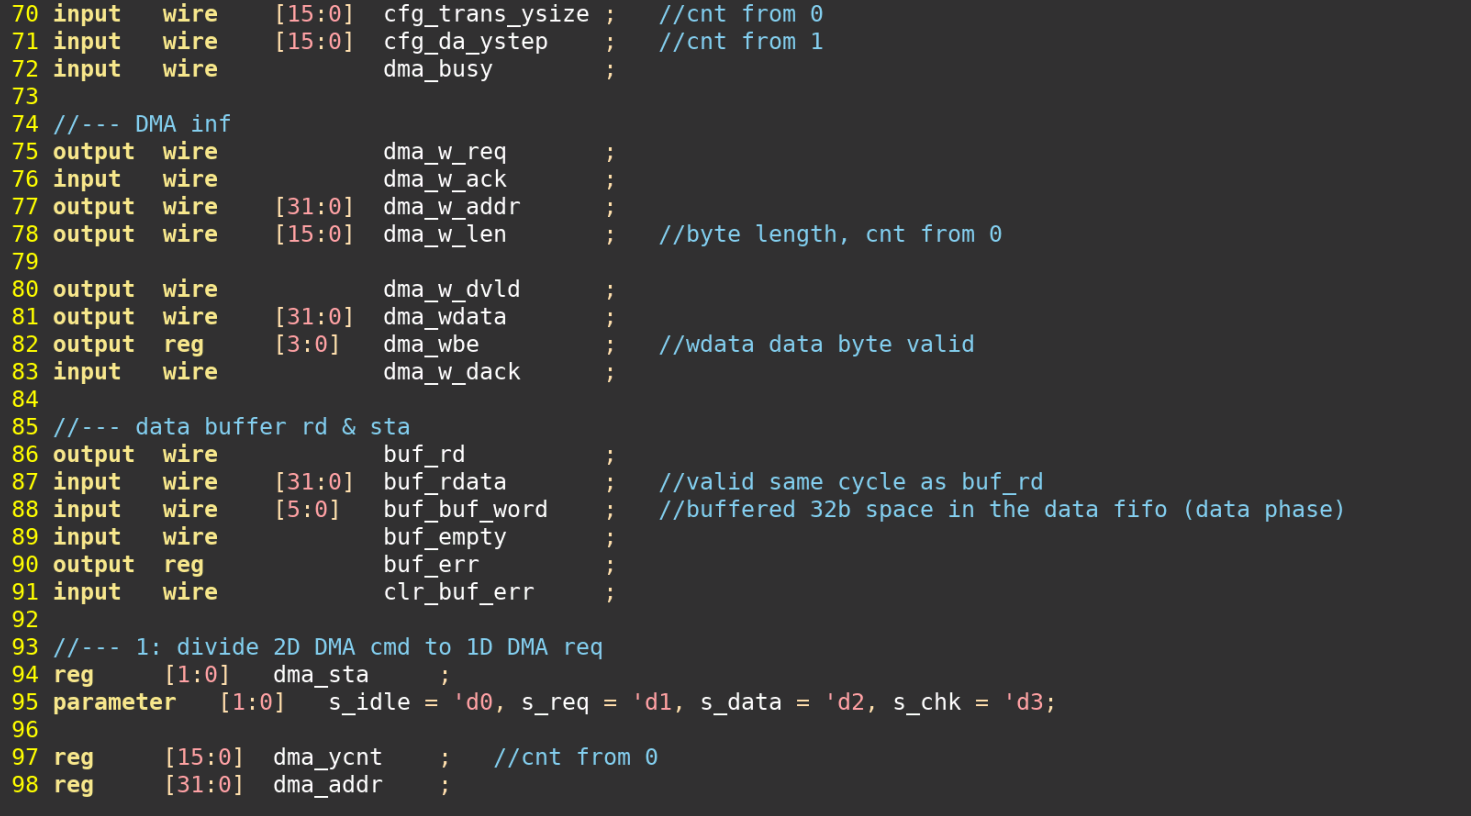 70 input   wire    [15:0]  cfg_trans_ysize ;   //cnt from 0
71 input   wire    [15:0]  cfg_da_ystep    ;   //cnt from 1
72 input   wire            dma_busy        ;
73
74 //--- DMA inf
75 output  wire            dma_w_req       ;
76 input   wire            dma_w_ack       ;
77 output  wire    [31:0]  dma_w_addr      ;
78 output  wire    [15:0]  dma_w_len       ;   //byte length, cnt from 0
79
80 output  wire            dma_w_dvld      ;
81 output  wire    [31:0]  dma_wdata       ;
82 output  reg     [3:0]   dma_wbe         ;   //wdata data byte valid
83 input   wire            dma_w_dack      ;
84
85 //--- data buffer rd & sta
86 output  wire            buf_rd          ;
87 input   wire    [31:0]  buf_rdata       ;   //valid same cycle as buf_rd
88 input   wire    [5:0]   buf_buf_word    ;   //buffered 32b space in the data fifo (data phase)
89 input   wire            buf_empty       ;
90 output  reg             buf_err         ;
91 input   wire            clr_buf_err     ;
92
93 //--- 1: divide 2D DMA cmd to 1D DMA req
94 reg     [1:0]   dma_sta     ;
95 parameter   [1:0]   s_idle = 'd0, s_req = 'd1, s_data = 'd2, s_chk = 'd3;
96
97 reg     [15:0]  dma_ycnt    ;   //cnt from 0
98 reg     [31:0]  dma_addr    ;